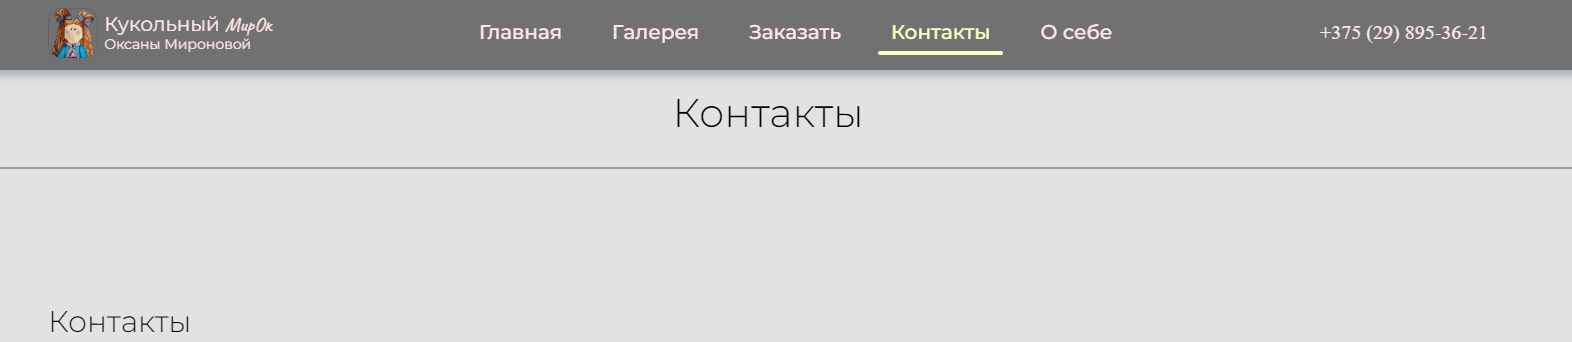 Кукольный МирОк
Оксаны Мироновой
Главная Галерея Заказать Контакты О себе
+375 (29) 895-36-21
Контакты
Контакты